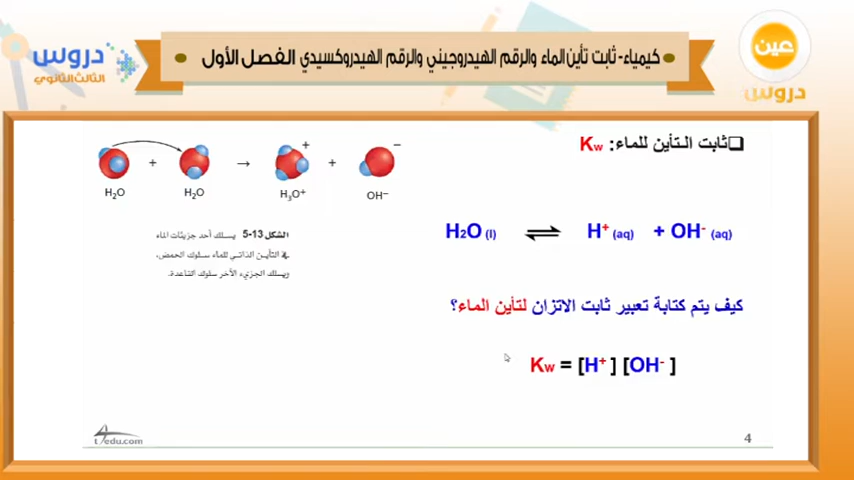 عين
دروس
كيمياء- ثابت تأين الماء والرقم الهيدروجيني والرقم الهيدروكسيدي الفصل الأول
دروس
الثالث الثانوي
❑ثابت التأين للماء: Kw
+ → + + −
H₂O H₂O H₃O⁺ OH⁻
الشكل 13-5 يسلك أحد جزيئات الماء
في التأين الذاتي للماء سلوك الحمض،
ويسلك الجزيء الآخر سلوك القاعدة.
H₂O (l) ⇌ H⁺ (aq) + OH⁻ (aq)
كيف يتم كتابة تعبير ثابت الاتزان لتأين الماء؟
Kw = [H⁺ ] [OH⁻ ]
t4edu.com
4